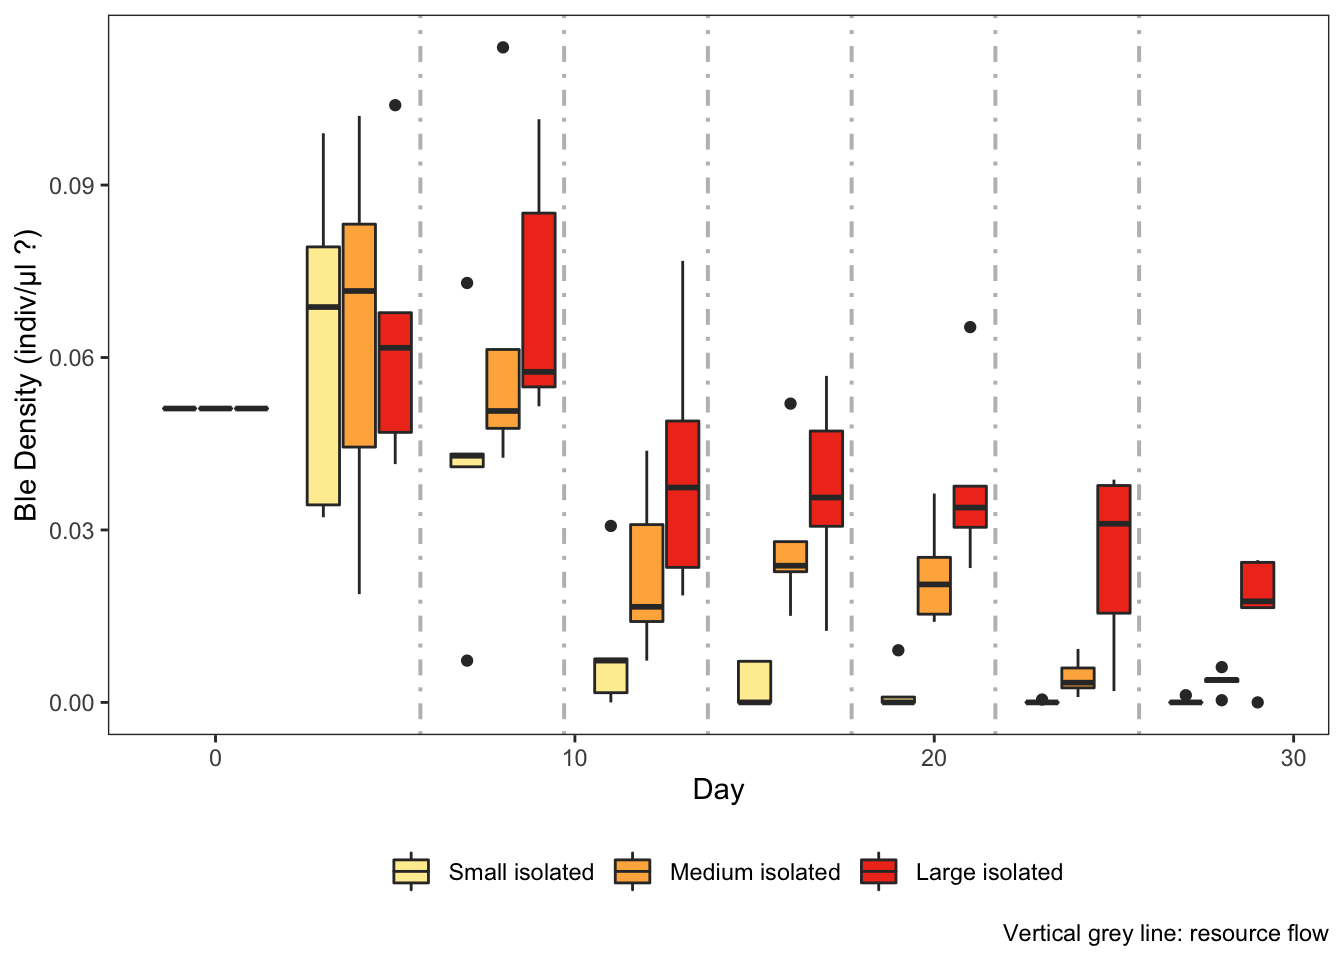 Ble Density (indiv/µl ?)
0.09
0.06
0.03
0.00
0 10 20 30
Day
Small isolated Medium isolated Large isolated
Vertical grey line: resource flow